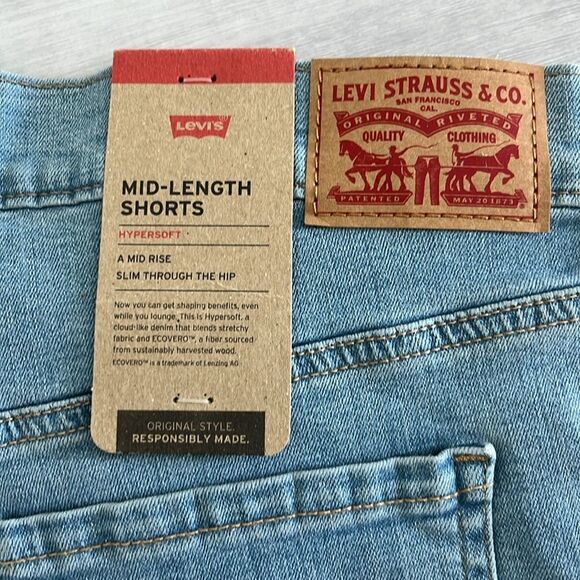 Levi's
MID-LENGTH
SHORTS
HYPERSOFT
A MID RISE
SLIM THROUGH THE HIP
Now you can get shaping benefits, even
while you lounge. This is Hypersoft, a
cloud-like denim that blends stretchy
fabric and ECOVERO™, a fiber sourced
from sustainably harvested wood.
ECOVERO™ is a trademark of Lenzing AG
ORIGINAL STYLE.
RESPONSIBLY MADE.
LEVI STRAUSS & CO.
SAN FRANCISCO
CAL.
ORIGINAL RIVETED
QUALITY CLOTHING
PATENTED MAY 20 1873